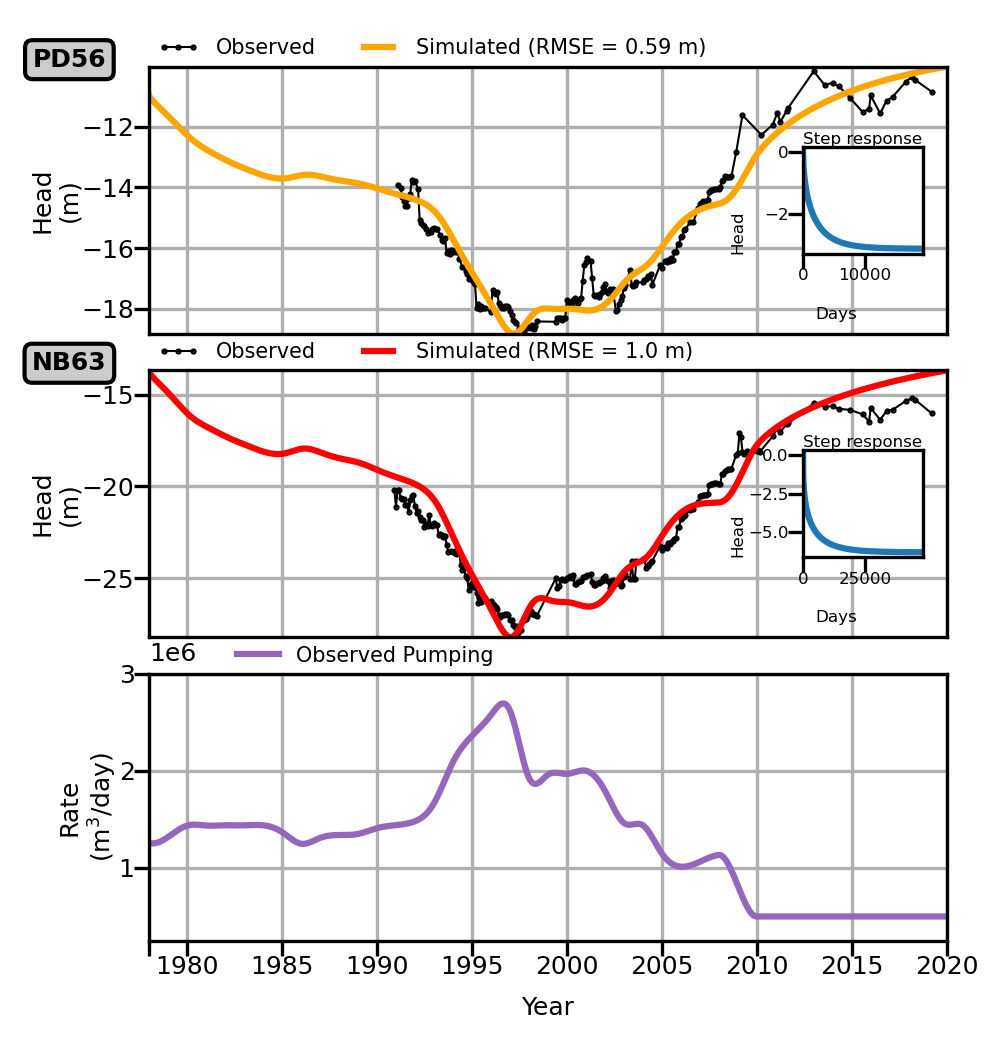 PD56
Observed
Simulated (RMSE = 0.59 m)
−12
−14
−16
−18
Head
(m)
Step response
0
−2
Head
0
10000
Days
NB63
Observed
Simulated (RMSE = 1.0 m)
−15
−20
−25
Head
(m)
Step response
0.0
−2.5
−5.0
Head
0
25000
Days
1e6
Observed Pumping
3
2
1
Rate
(m³/day)
1980 1985 1990 1995 2000 2005 2010 2015 2020
Year